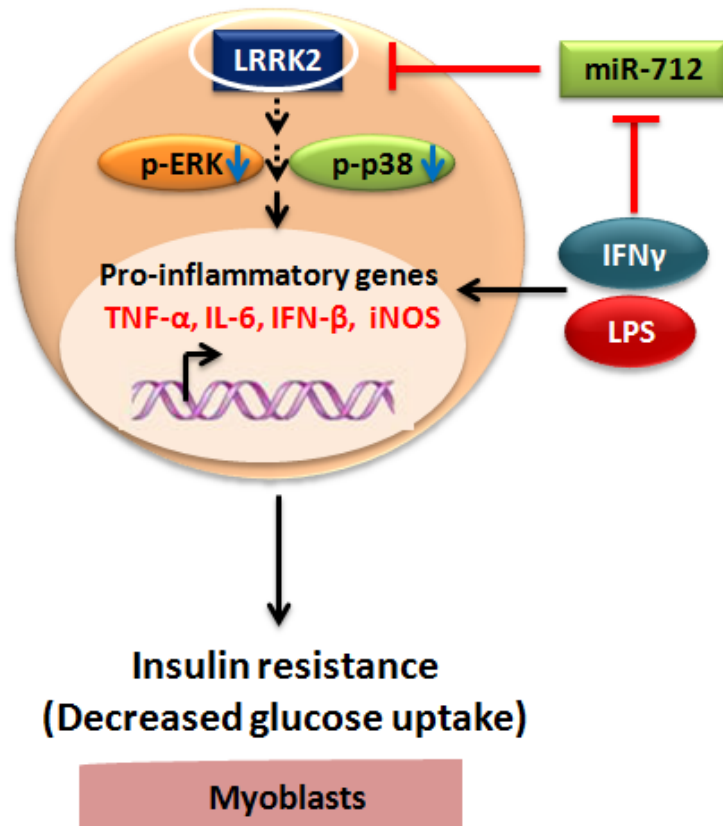 LRRK2
miR-712
p-ERK
p-p38
IFNγ
Pro-inflammatory genes
TNF-α, IL-6, IFN-β, iNOS
LPS
Insulin resistance
(Decreased glucose uptake)
Myoblasts